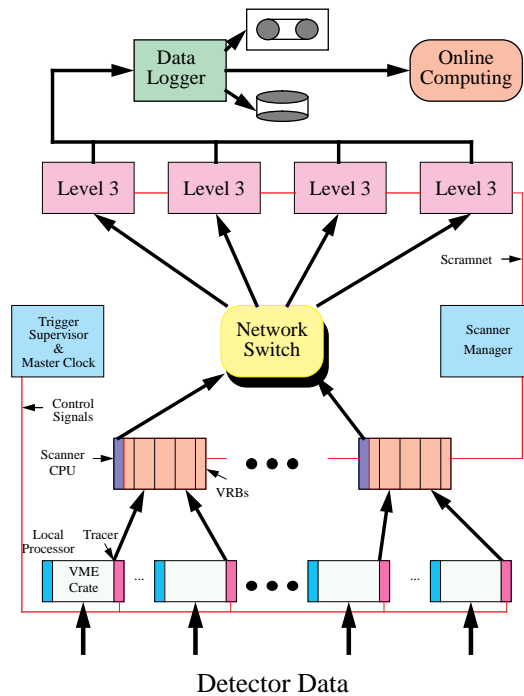 Data
Logger
Online
Computing
Level 3
Level 3
Level 3
Level 3
Scramnet
Trigger
Supervisor
&
Master Clock
Network
Switch
Scanner
Manager
Control
Signals
Scanner
CPU
VRBs
Local
Processor
Tracer
VME
Crate
...
...
Detector Data